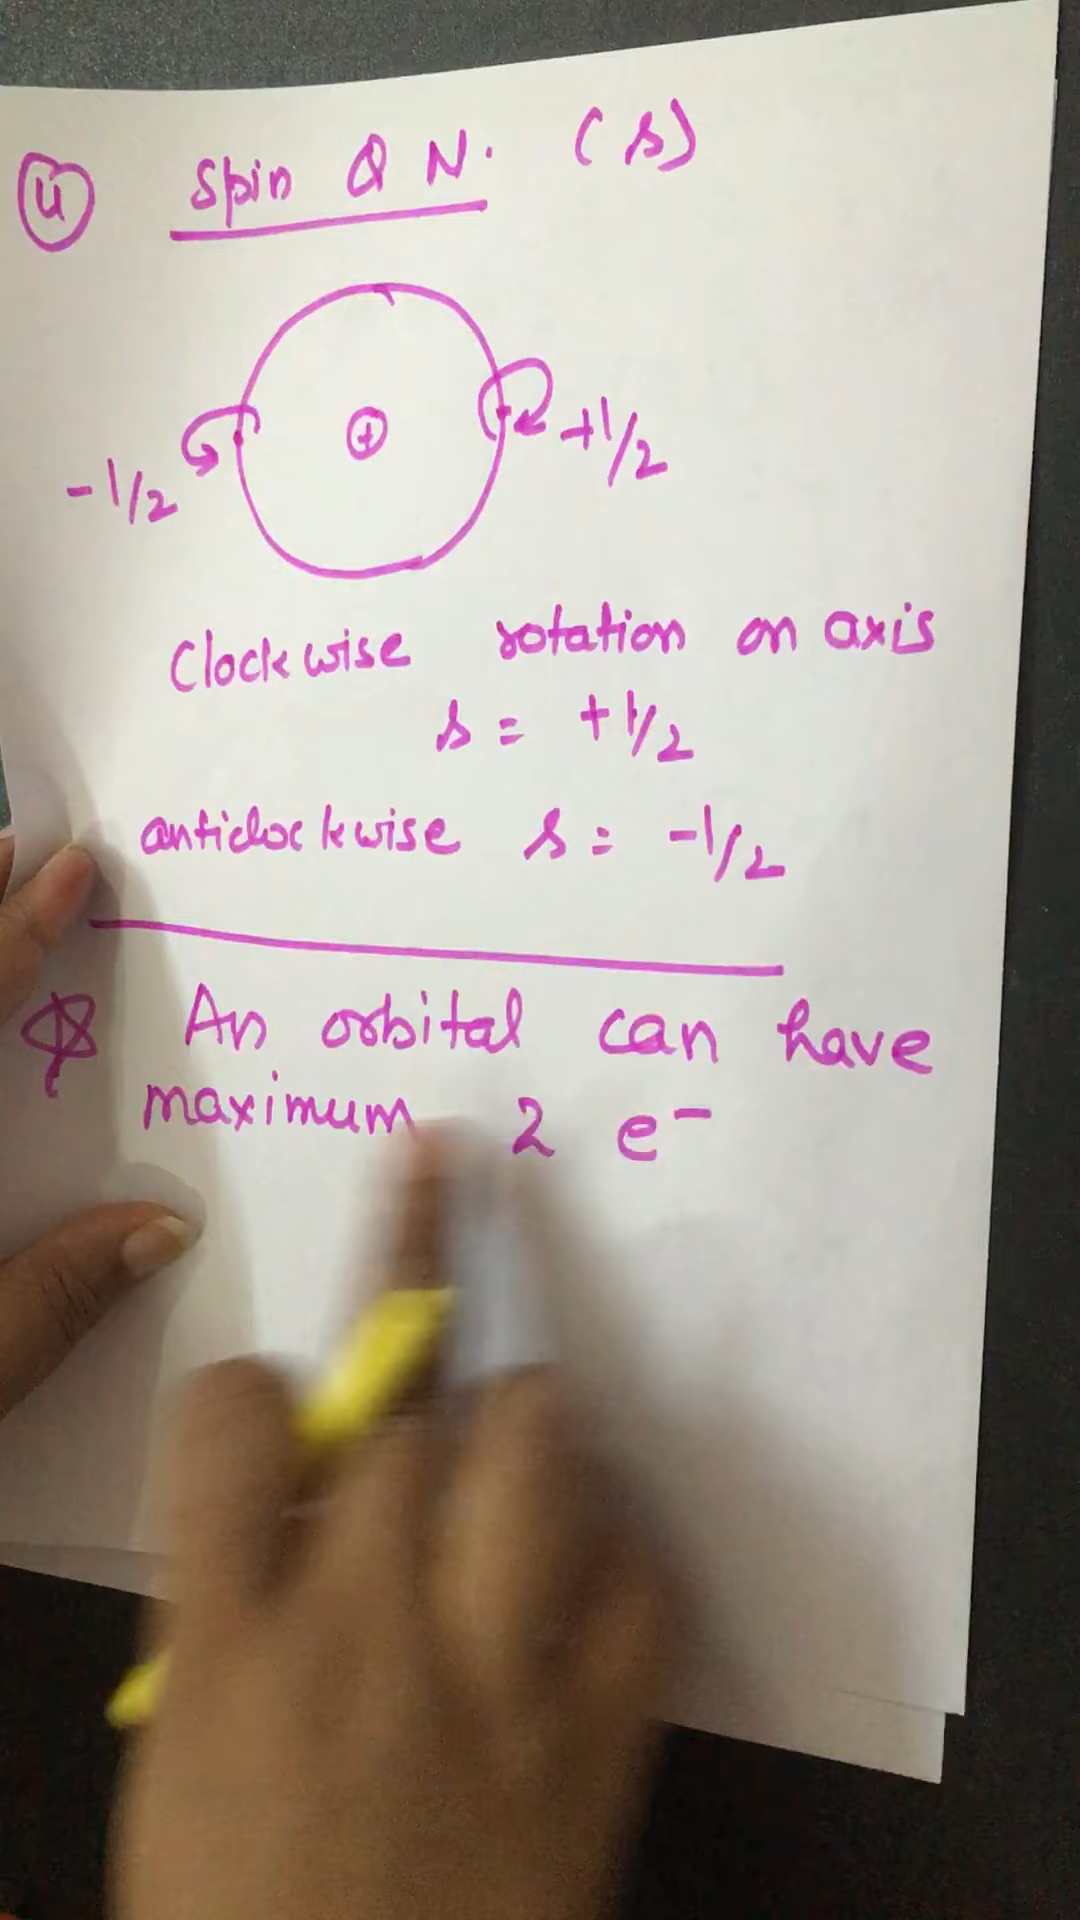 4 Spin Q N. (s)
+
-1/2 +1/2
Clockwise rotation on axis
s = +1/2
anticlockwise s = -1/2
An orbital can have
maximum 2 e⁻